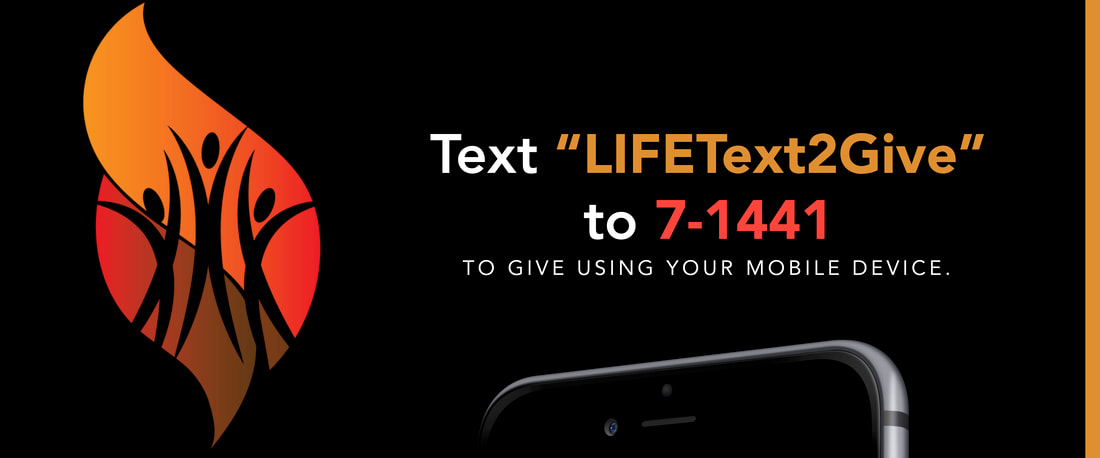 Text “LIFEText2Give”
to 7-1441
TO GIVE USING YOUR MOBILE DEVICE.